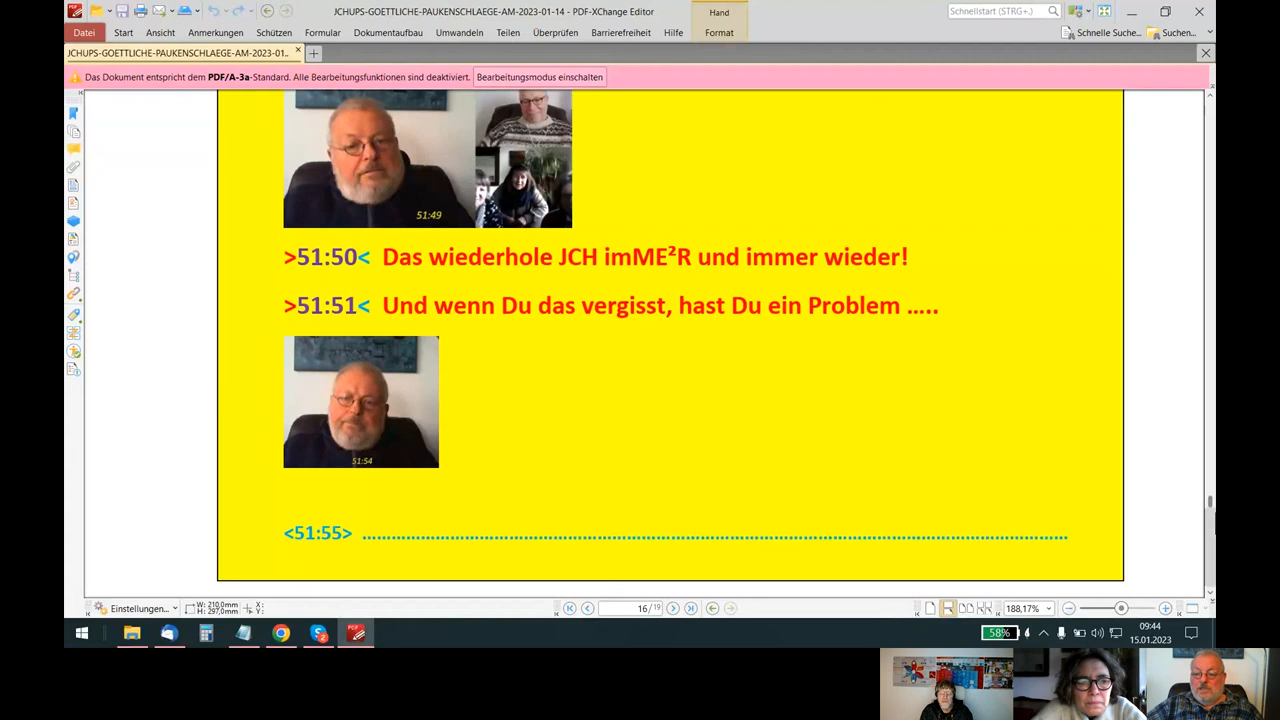 JCHUPS-GOETTLICHE-PAUKENSCHLAEGE-AM-2023-01-14 - PDF-XChange Editor
Hand
Schnellstart (STRG+.)
Datei Start Ansicht Anmerkungen Schützen Formular Dokumentaufbau Umwandeln Teilen Überprüfen Barrierefreiheit Hilfe Format Schnelle Suche... Suchen...
JCHUPS-GOETTLICHE-PAUKENSCHLAEGE-AM-2023-01..
Das Dokument entspricht dem PDF/A-3a-Standard. Alle Bearbeitungsfunktionen sind deaktiviert. Bearbeitungsmodus einschalten
51:49
>51:50< Das wiederhole JCH imME²R und immer wieder!
>51:51< Und wenn Du das vergisst, hast Du ein Problem …..
51:54
<51:55> ……………………………………………………………………………………………………………
Einstellungen... W: 210,0mm X:
H: 297,0mm Y:
16 / 19
188,17%
58%
09:44
15.01.2023